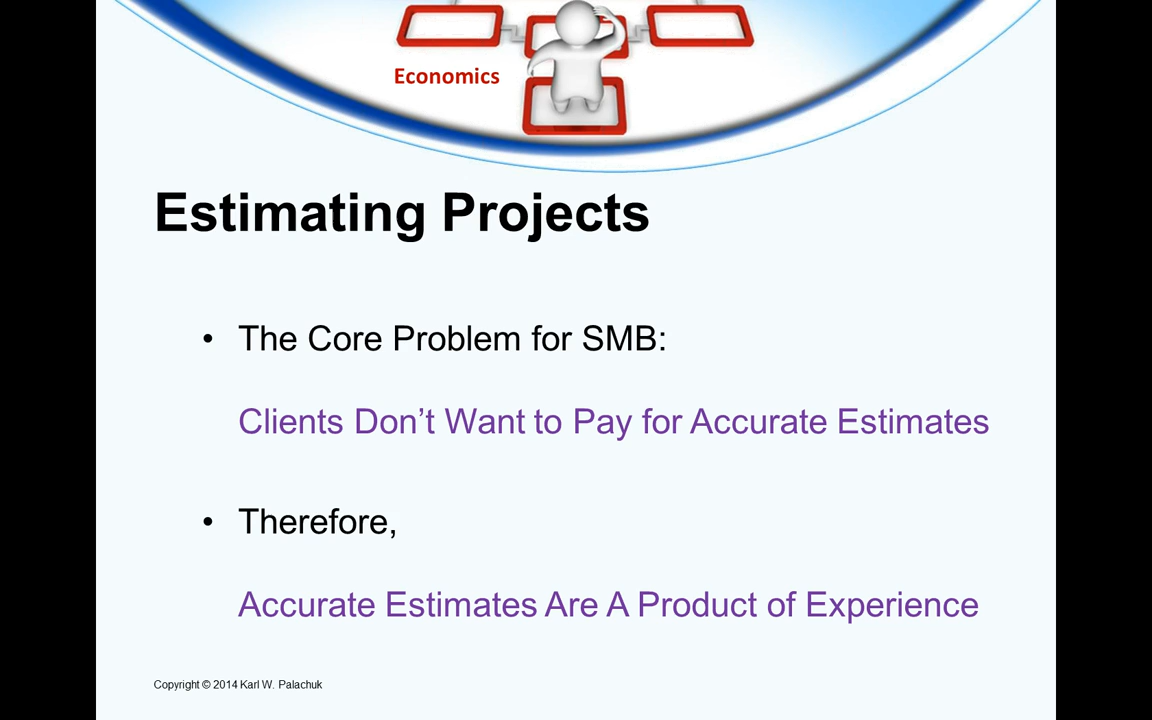 Economics
Estimating Projects
• The Core Problem for SMB:
Clients Don’t Want to Pay for Accurate Estimates
• Therefore,
Accurate Estimates Are A Product of Experience
Copyright © 2014 Karl W. Palachuk